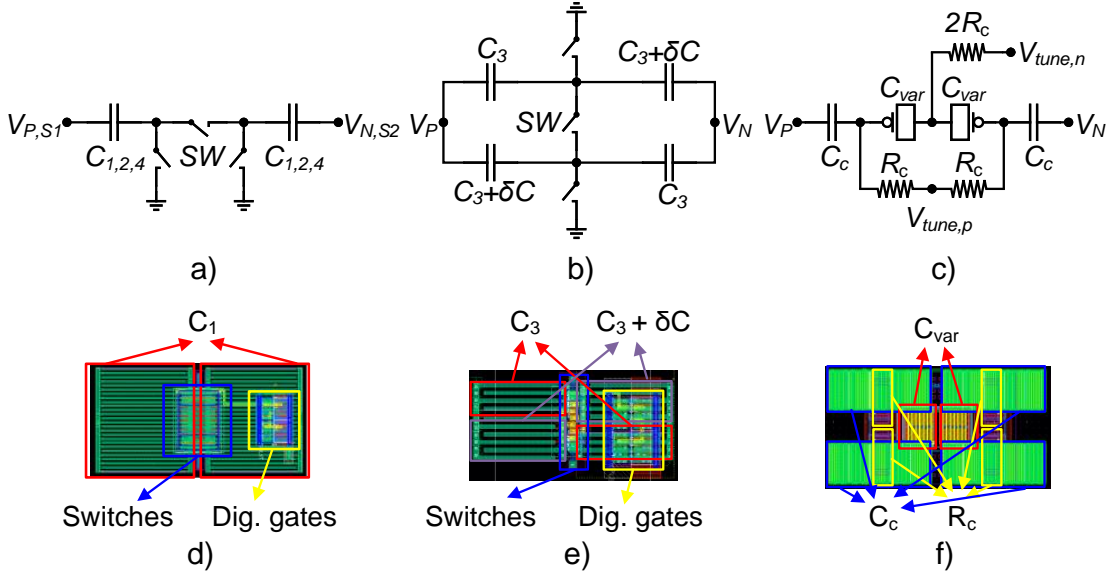 2Rc
Vtune,n
C3
C3+δC
Cvar
Cvar
VP,S1
C1,2,4
SW
C1,2,4
VN,S2
VP
SW
VN
VP
Cc
Cc
VN
C3+δC
C3
Rc
Rc
Vtune,p
a)
b)
c)
C1
C3
C3 + δC
Cvar
Switches
Dig. gates
Switches
Dig. gates
Cc
Rc
d)
e)
f)